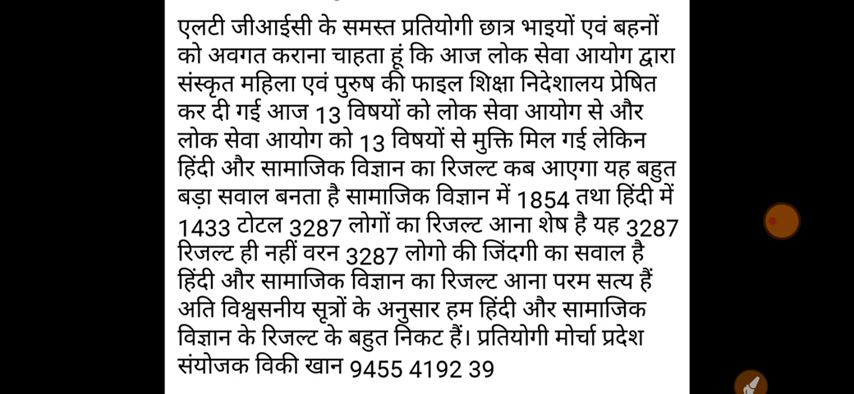 एलटी जीआईसी के समस्त प्रतियोगी छात्र भाइयों एवं बहनों
को अवगत कराना चाहता हूं कि आज लोक सेवा आयोग द्वारा
संस्कृत महिला एवं पुरुष की फाइल शिक्षा निदेशालय प्रेषित
कर दी गई आज 13 विषयों को लोक सेवा आयोग से और
लोक सेवा आयोग को 13 विषयों से मुक्ति मिल गई लेकिन
हिंदी और सामाजिक विज्ञान का रिजल्ट कब आएगा यह बहुत
बड़ा सवाल बनता है सामाजिक विज्ञान में 1854 तथा हिंदी में
1433 टोटल 3287 लोगों का रिजल्ट आना शेष है यह 3287
रिजल्ट ही नहीं वरन 3287 लोगो की जिंदगी का सवाल है
हिंदी और सामाजिक विज्ञान का रिजल्ट आना परम सत्य हैं
अति विश्वसनीय सूत्रों के अनुसार हम हिंदी और सामाजिक
विज्ञान के रिजल्ट के बहुत निकट हैं। प्रतियोगी मोर्चा प्रदेश
संयोजक विकी खान 9455 4192 39